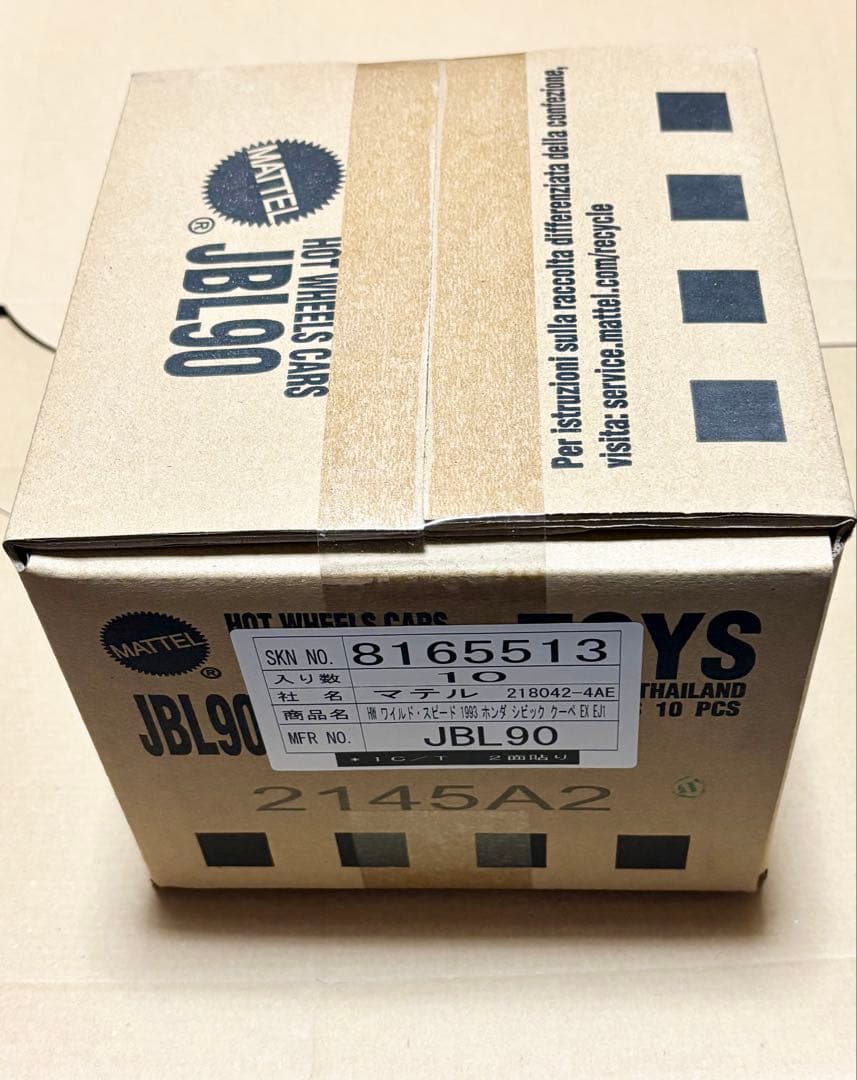 MATTEL
®
HOT WHEELS CARS
JBL90
Per istruzioni sulla raccolta differenziata della confezione,
visita: service.mattel.com/recycle
MATTEL
®
HOT WHEELS CARS
JBL90
YS
THAILAND
10 PCS
SKN NO. 8165513
入り数 10
社 名 マテル 218042-4AE
商品名 HW ワイルド・スピード 1993 ホンダ シビック クーペ EX EJ1
MFR NO. JBL90
*1C/T 2面貼り
2145A2